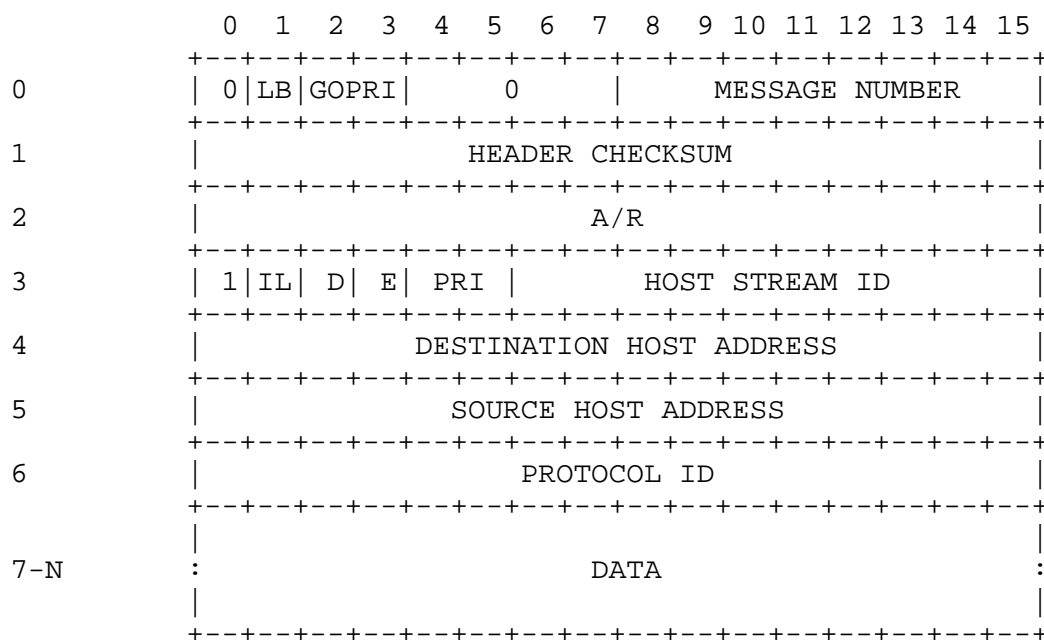 0  1  2  3  4  5  6  7  8  9 10 11 12 13 14 15
           +--+--+--+--+--+--+--+--+--+--+--+--+--+--+--+--+
0          | 0|LB|GOPRI|     0     |     MESSAGE NUMBER    |
           +--+--+--+--+--+--+--+--+--+--+--+--+--+--+--+--+
1          |               HEADER CHECKSUM                 |
           +--+--+--+--+--+--+--+--+--+--+--+--+--+--+--+--+
2          |                      A/R                      |
           +--+--+--+--+--+--+--+--+--+--+--+--+--+--+--+--+
3          | 1|IL| D| E| PRI |       HOST STREAM ID        |
           +--+--+--+--+--+--+--+--+--+--+--+--+--+--+--+--+
4          |            DESTINATION HOST ADDRESS           |
           +--+--+--+--+--+--+--+--+--+--+--+--+--+--+--+--+
5          |              SOURCE HOST ADDRESS              |
           +--+--+--+--+--+--+--+--+--+--+--+--+--+--+--+--+
6          |                  PROTOCOL ID                  |
           +--+--+--+--+--+--+--+--+--+--+--+--+--+--+--+--+
           |                                               |
7-N        :                      DATA                     :
           |                                               |
           +--+--+--+--+--+--+--+--+--+--+--+--+--+--+--+--+